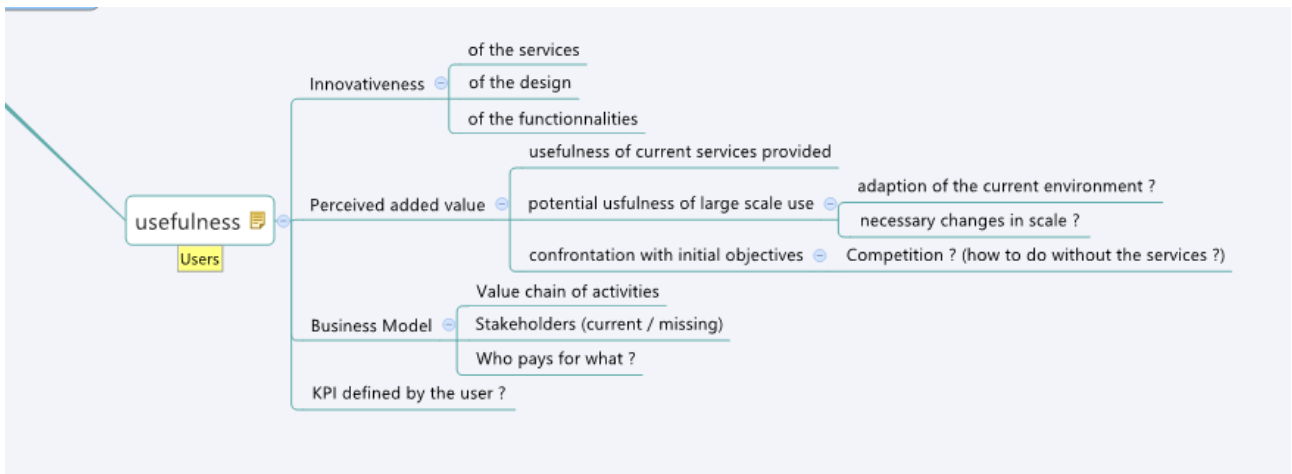 usefulness
Users
Innovativeness
of the services
of the design
of the functionnalities
Perceived added value
usefulness of current services provided
potential usfulness of large scale use
adaption of the current environment ?
necessary changes in scale ?
confrontation with initial objectives
Competition ? (how to do without the services ?)
Business Model
Value chain of activities
Stakeholders (current / missing)
Who pays for what ?
KPI defined by the user ?